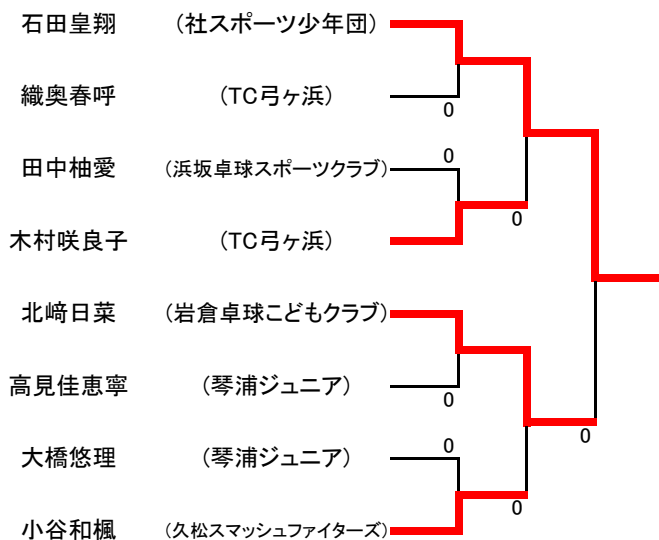 石田皇翔 (社スポーツ少年団)
織奥春呼 (TC弓ヶ浜)
0
田中柚愛 (浜坂卓球スポーツクラブ) 0
木村咲良子 (TC弓ヶ浜)
0
北﨑日菜 (岩倉卓球こどもクラブ)
高見佳恵寧 (琴浦ジュニア)
0
0
大橋悠理 (琴浦ジュニア) 0
小谷和楓 (久松スマッシュファイターズ)
0